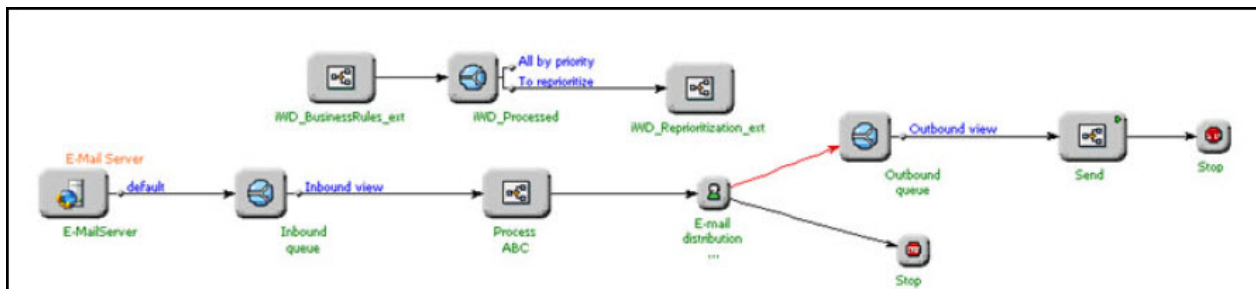 All by priority
To reprioritize
iWD_BusinessRules_ext
iWD_Processed
iWD_Reprioritization_ext
Outbound view
Outbound
queue
Send
Stop
E-Mail Server
default
Inbound view
E-MailServer
Inbound
queue
Process
ABC
E-mail
distribution
...
Stop